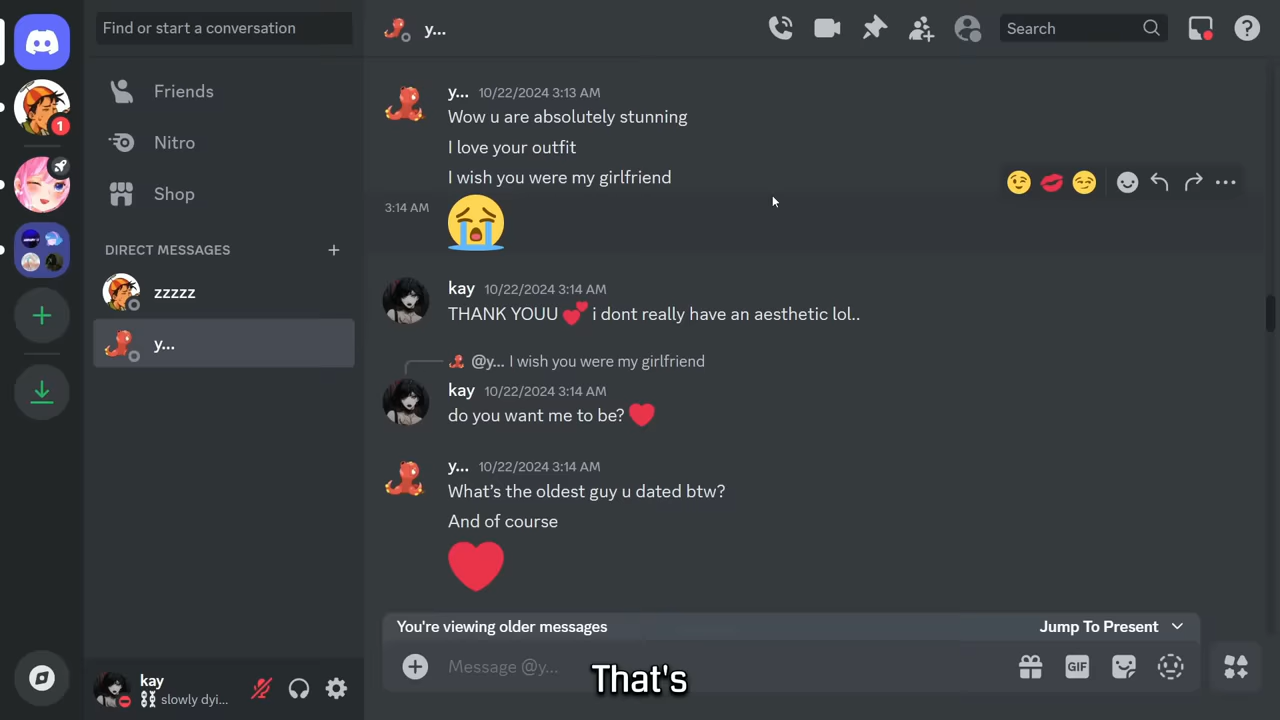 Find or start a conversation
y...
Search
Friends
Nitro
Shop
DIRECT MESSAGES
zzzzz
y...
1
y... 10/22/2024 3:13 AM
Wow u are absolutely stunning
I love your outfit
I wish you were my girlfriend
3:14 AM
kay 10/22/2024 3:14 AM
THANK YOUU 💕 i dont really have an aesthetic lol..
@y... I wish you were my girlfriend
kay 10/22/2024 3:14 AM
do you want me to be? ❤️
y... 10/22/2024 3:14 AM
What's the oldest guy u dated btw?
And of course
You're viewing older messages
Jump To Present
Message @y...
GIF
kay
slowly dyi...
That's